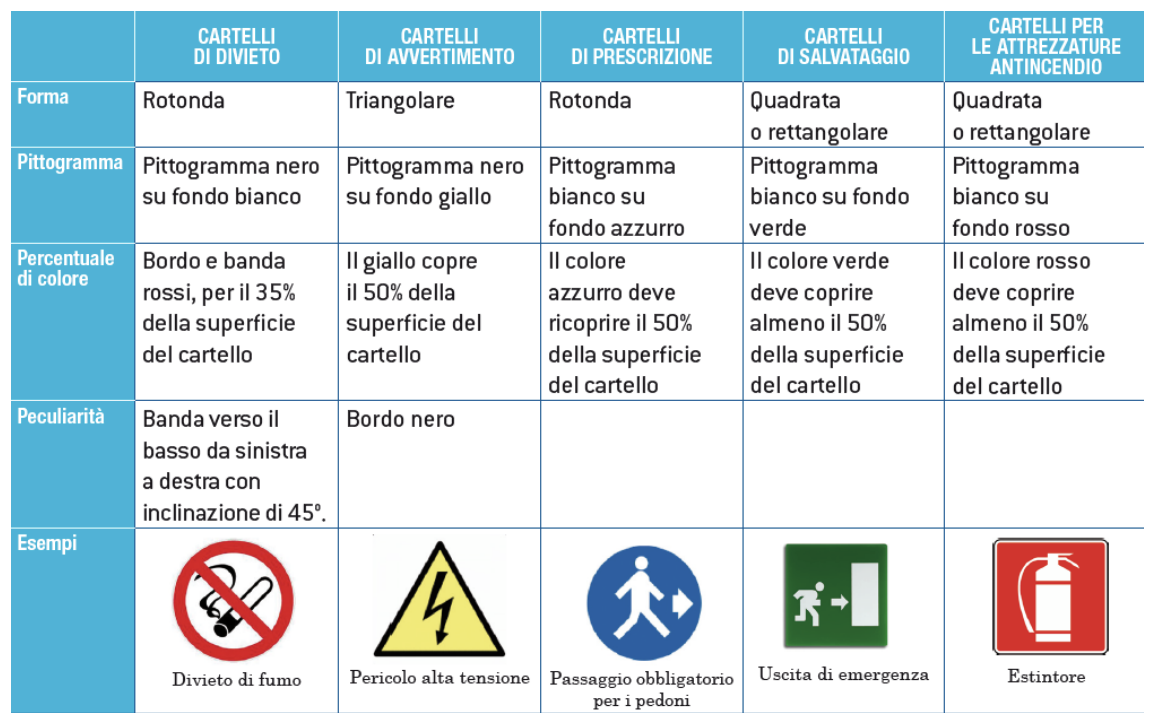 CARTELLI
DI DIVIETO
CARTELLI
DI AVVERTIMENTO
CARTELLI
DI PRESCRIZIONE
CARTELLI
DI SALVATAGGIO
CARTELLI PER
LE ATTREZZATURE
ANTINCENDIO
Forma
Rotonda
Triangolare
Rotonda
Quadrata
o rettangolare
Quadrata
o rettangolare
Pittogramma
Pittogramma nero
su fondo bianco
Pittogramma nero
su fondo giallo
Pittogramma
bianco su
fondo azzurro
Pittogramma
bianco su fondo
verde
Pittogramma
bianco su
fondo rosso
Percentuale
di colore
Bordo e banda
rossi, per il 35%
della superficie
del cartello
Il giallo copre
il 50% della
superficie del
cartello
Il colore
azzurro deve
ricoprire il 50%
della superficie
del cartello
Il colore verde
deve coprire
almeno il 50%
della superficie
del cartello
Il colore rosso
deve coprire
almeno il 50%
della superficie
del cartello
Peculiarità
Banda verso il
basso da sinistra
a destra con
inclinazione di 45°.
Bordo nero
Esempi
Divieto di fumo
Pericolo alta tensione
Passaggio obbligatorio
per i pedoni
Uscita di emergenza
Estintore